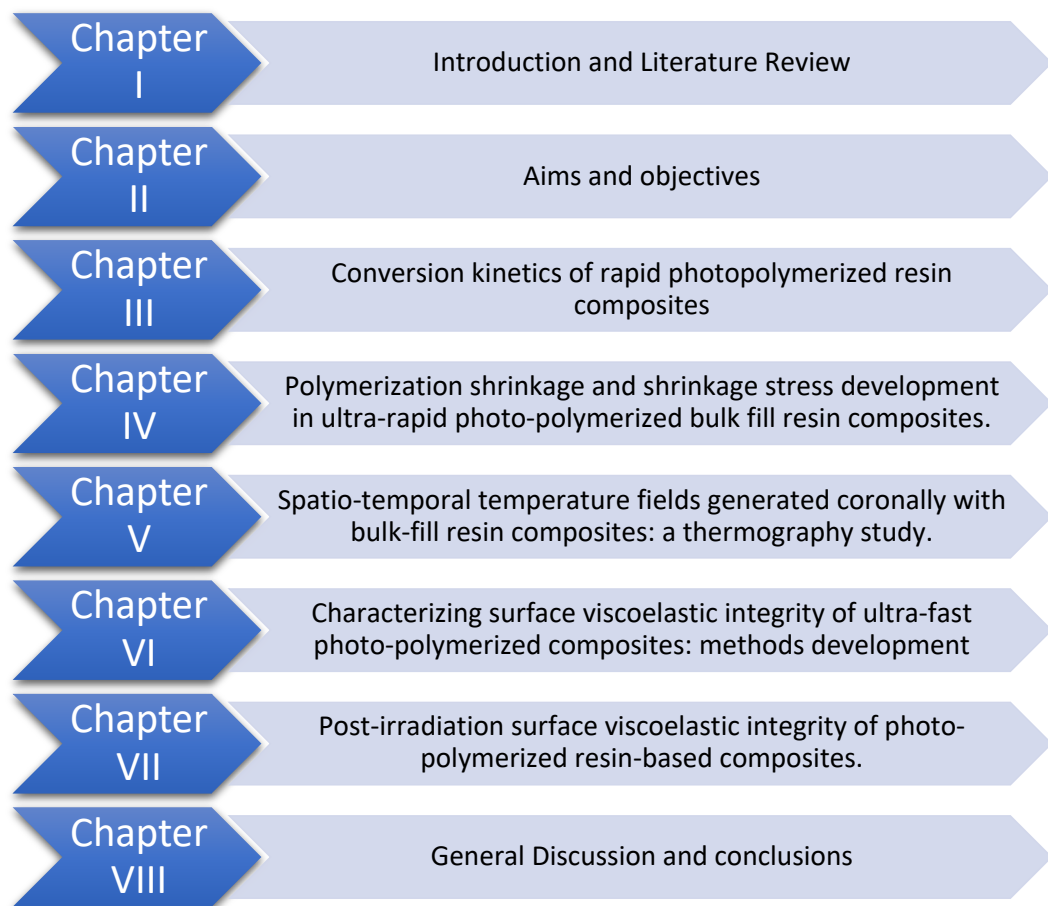 Chapter
I
Introduction and Literature Review
Chapter
II
Aims and objectives
Chapter
III
Conversion kinetics of rapid photopolymerized resin
composites
Chapter
IV
Polymerization shrinkage and shrinkage stress development
in ultra-rapid photo-polymerized bulk fill resin composites.
Chapter
V
Spatio-temporal temperature fields generated coronally with
bulk-fill resin composites: a thermography study.
Chapter
VI
Characterizing surface viscoelastic integrity of ultra-fast
photo-polymerized composites: methods development
Chapter
VII
Post-irradiation surface viscoelastic integrity of photo-
polymerized resin-based composites.
Chapter
VIII
General Discussion and conclusions